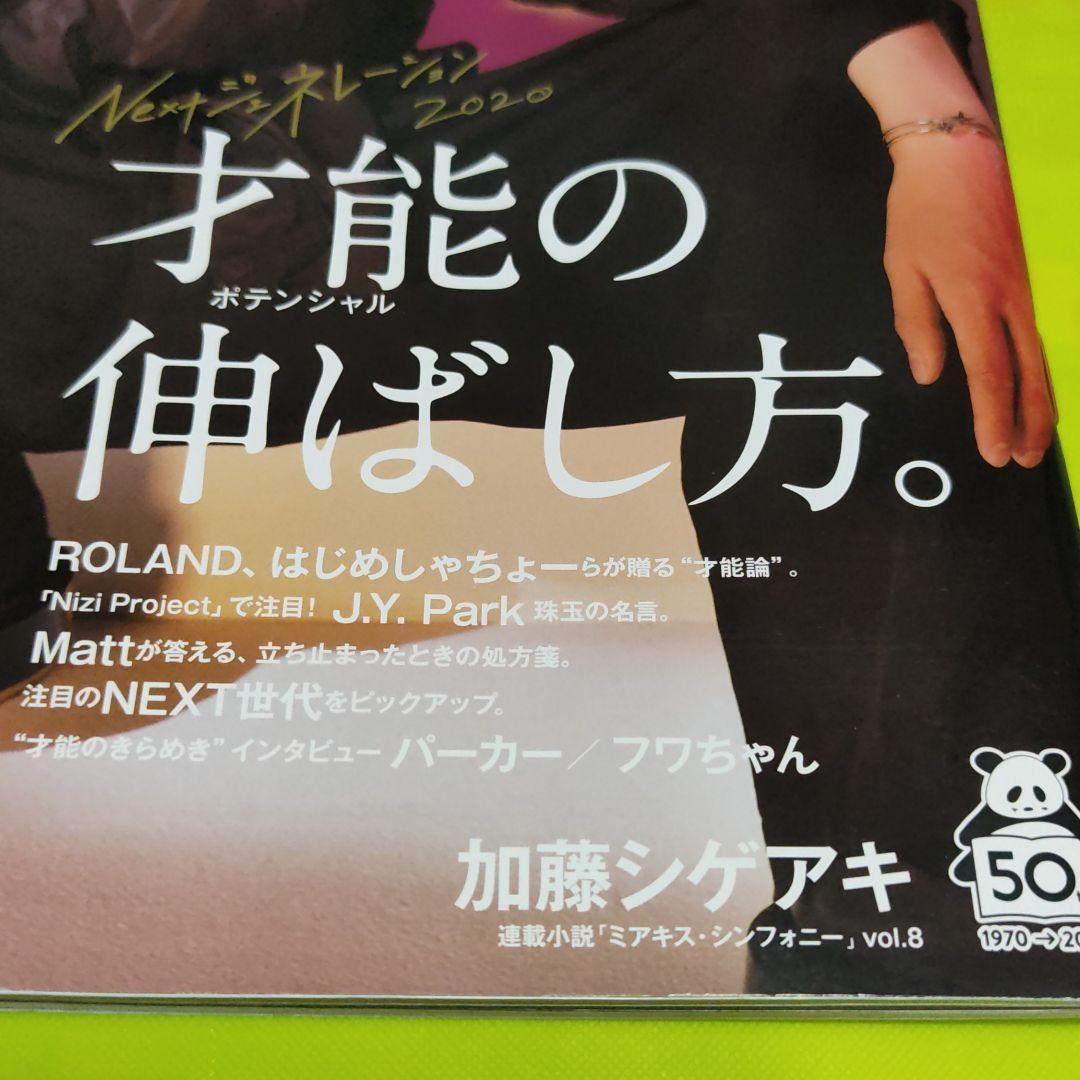 Nextジェネレーション
2020
才能の
ポテンシャル
伸ばし方。
ROLAND、はじめしゃちょーらが贈る“才能論”。
「Nizi Project」で注目! J.Y. Park 珠玉の名言。
Mattが答える、立ち止まったときの処方箋。
注目のNEXT世代をピックアップ。
“才能のきらめき”インタビュー パーカー/フワちゃん
加藤シゲアキ
連載小説「ミアキス・シンフォニー」vol.8
50
1970→20